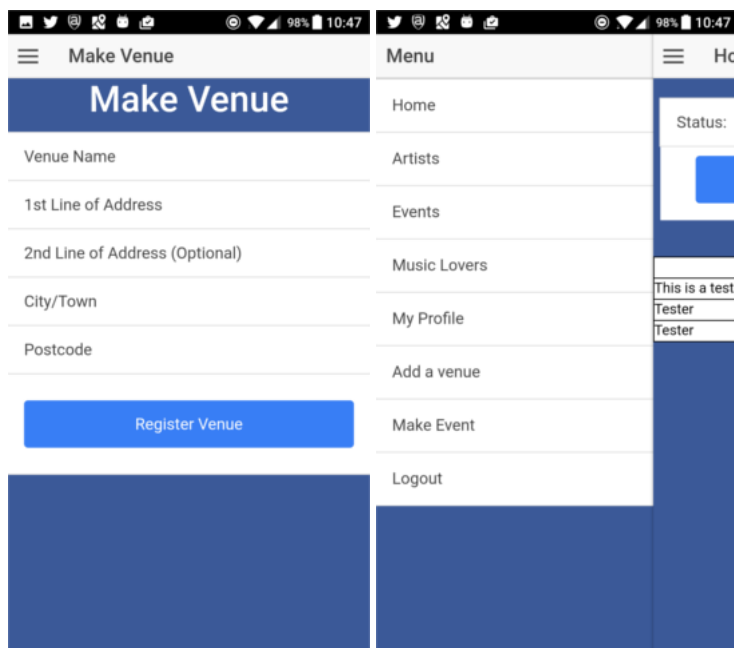 98% 10:47
Make Venue
Make Venue
Venue Name
1st Line of Address
2nd Line of Address (Optional)
City/Town
Postcode
Register Venue
98% 10:47
Menu
Home
Artists
Events
Music Lovers
My Profile
Add a venue
Make Event
Logout
Ho
Status:
This is a test
Tester
Tester